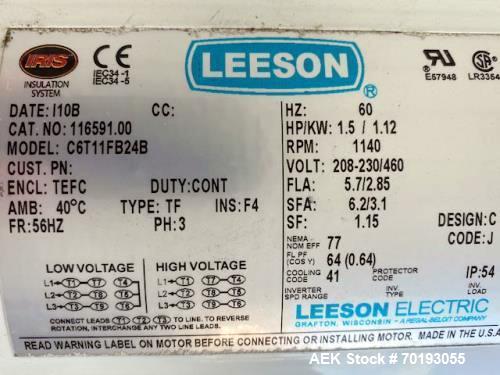 IRIS
INSULATION
SYSTEM
CE
IEC34-1
IEC34-5
LEESON
®
E57948
LR3354
DATE: I10B CC:
CAT. NO: 116591.00
MODEL: C6T11FB24B
CUST. PN:
ENCL: TEFC DUTY:CONT
AMB: 40°C TYPE: TF INS:F4
FR:56HZ PH:3
HZ: 60
HP/KW: 1.5 / 1.12
RPM: 1140
VOLT: 208-230/460
FLA: 5.7/2.85
SFA: 6.2/3.1
SF: 1.15 DESIGN: C
NEMA NOM EFF 77 CODE: J
FL PF (COS Y) 64 (0.64)
COOLING CODE 41 PROTECTOR CODE IP:54
INVERTER SPD RANGE INV. TYPE INV. LOAD
LOW VOLTAGE HIGH VOLTAGE
L1 T1 T7 T4 L1 T1 T7 T4
L2 T2 T8 T5 L2 T2 T8 T5
L3 T3 T9 T6 L3 T3 T9 T6
CONNECT LEADS T1 T2 T3 TO LINE. TO REVERSE
ROTATION, INTERCHANGE ANY TWO LINE LEADS.
LEESON ELECTRIC
GRAFTON, WISCONSIN - A REGAL-BELOIT COMPANY
READ WARNING LABEL ON MOTOR BEFORE CONNECTING OR INSTALLING MOTOR. MADE IN THE U.S.A
AEK Stock # 70193055